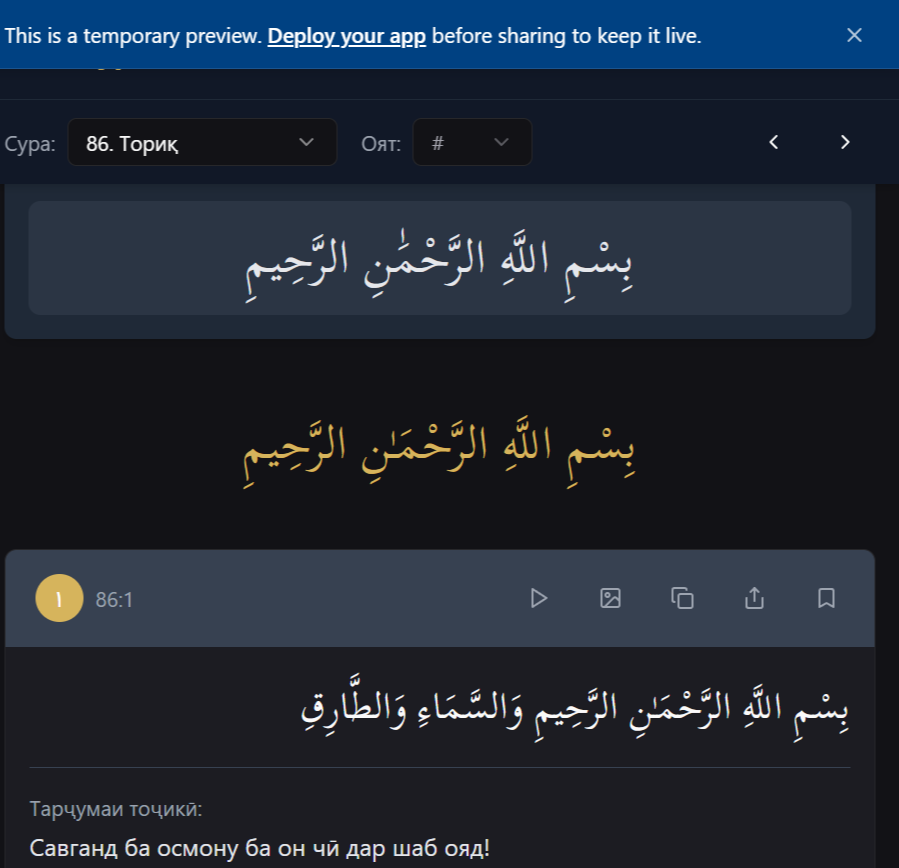 This is a temporary preview. Deploy your app before sharing to keep it live.
Сура: 86. Ториқ Оят: #
بِسْمِ اللَّهِ الرَّحْمَٰنِ الرَّحِيمِ
بِسْمِ اللَّهِ الرَّحْمَـٰنِ الرَّحِيمِ
١ 86:1
بِسْمِ اللَّهِ الرَّحْمَـٰنِ الرَّحِيمِ وَالسَّمَاءِ وَالطَّارِقِ
Тарҷумаи тоҷикӣ:
Савганд ба осмону ба он чӣ дар шаб ояд!